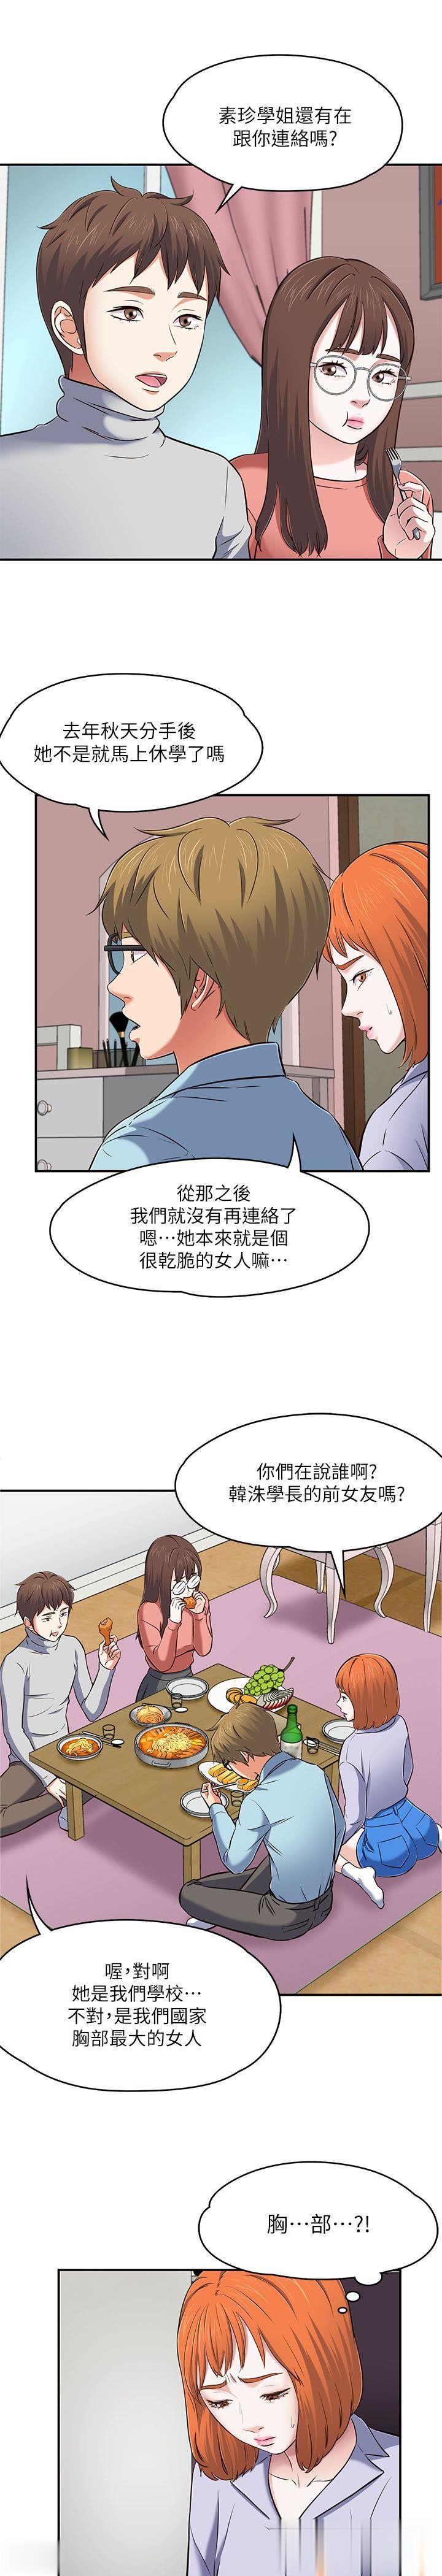 素珍學姐還有在
跟你連絡嗎?
去年秋天分手後
她不是就馬上休學了嗎
從那之後
我們就沒有再連絡了
嗯…她本來就是個
很乾脆的女人嘛…
你們在說誰啊?
韓洙學長的前女友嗎?
喔,對啊
她是我們學校…
不對,是我們國家
胸部最大的女人
胸…部…?!